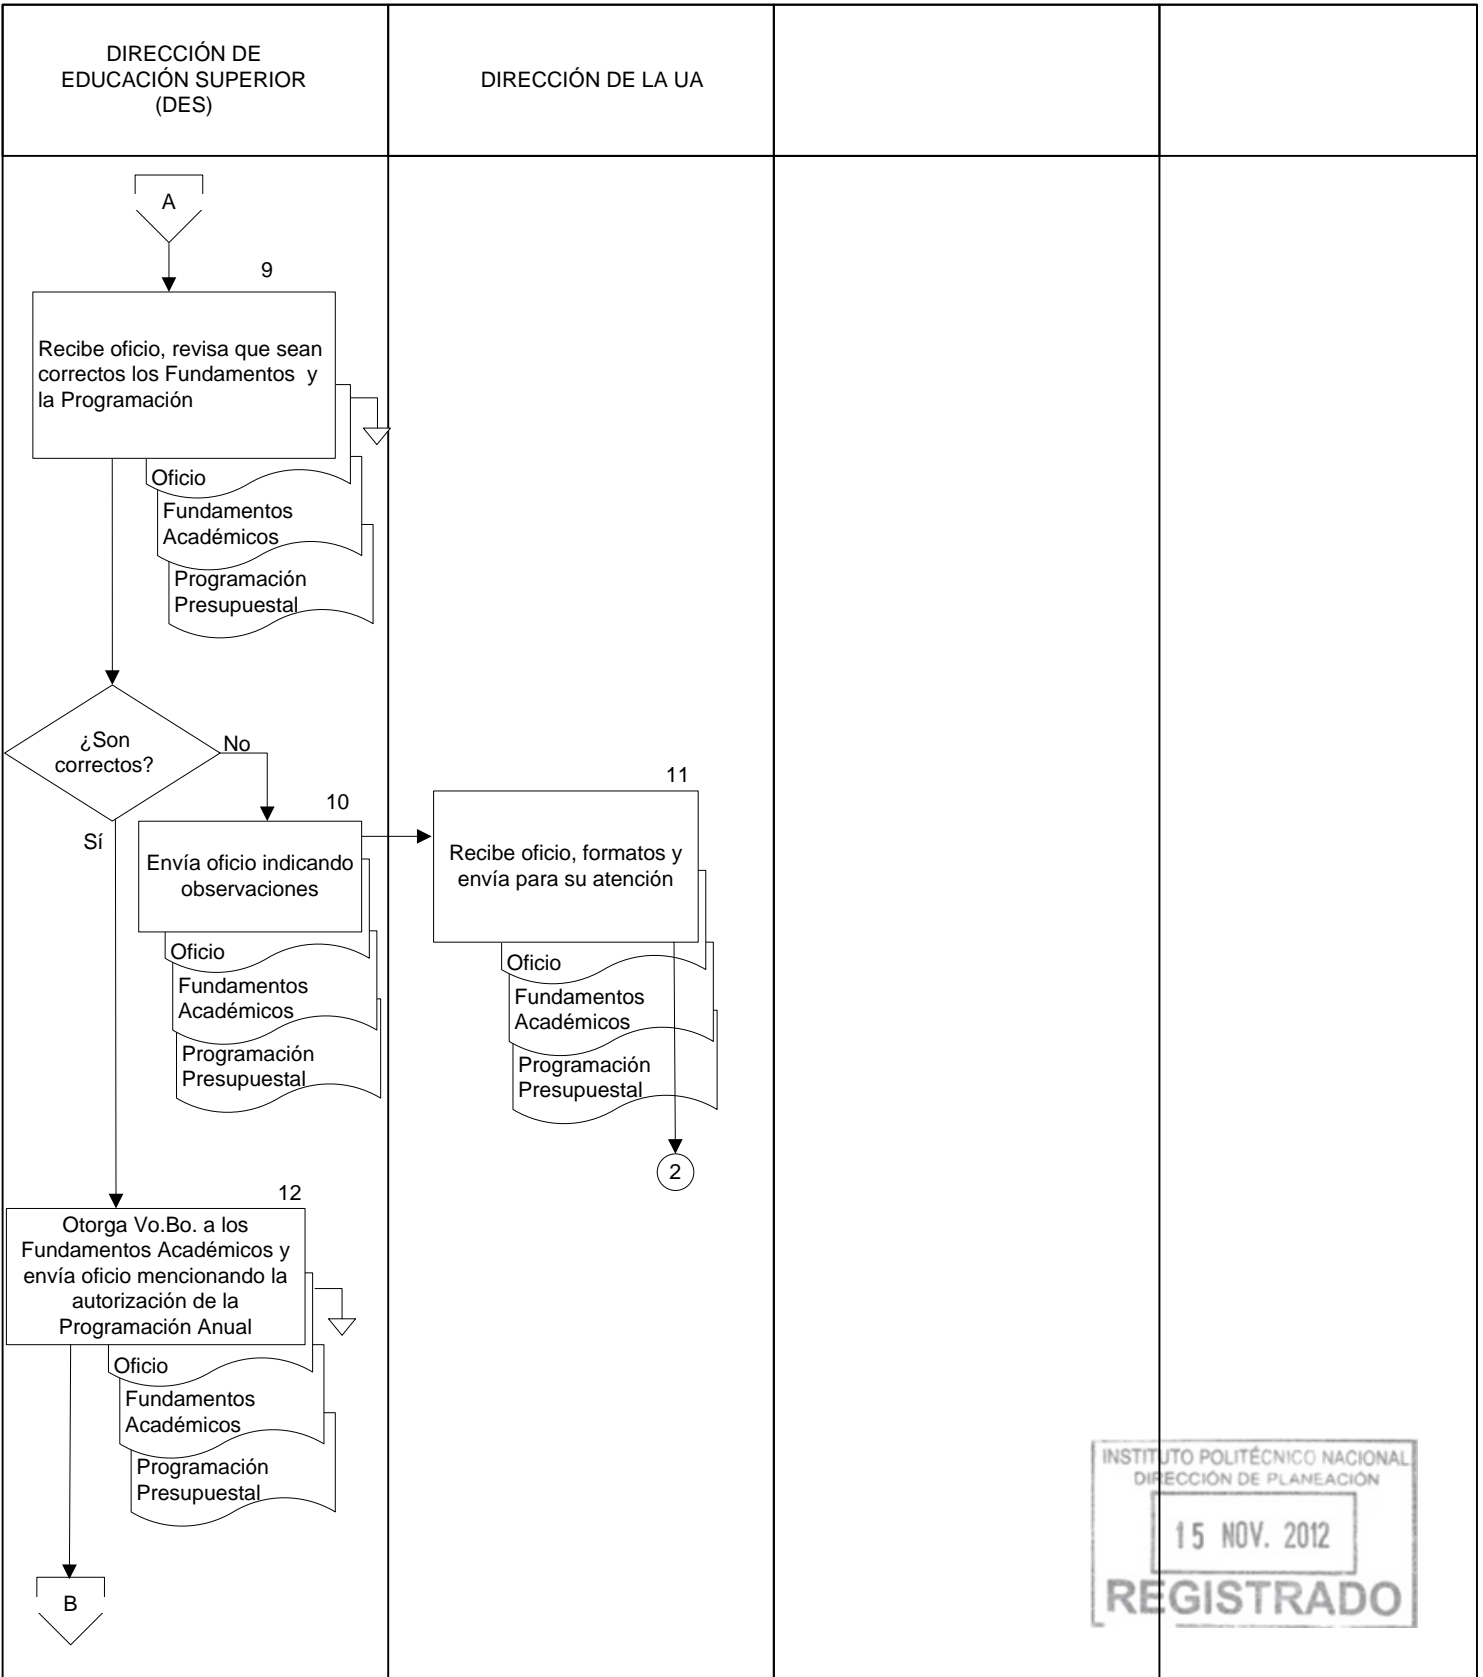 DIRECCIÓN DE
EDUCACIÓN SUPERIOR
(DES)
DIRECCIÓN DE LA UA
A
9
Recibe oficio, revisa que sean
correctos los Fundamentos y
la Programación
Oficio
Fundamentos
Académicos
Programación
Presupuestal
¿Son
correctos?
No
Sí
10
Envía oficio indicando
observaciones
Oficio
Fundamentos
Académicos
Programación
Presupuestal
11
Recibe oficio, formatos y
envía para su atención
Oficio
Fundamentos
Académicos
Programación
Presupuestal
2
12
Otorga Vo.Bo. a los
Fundamentos Académicos y
envía oficio mencionando la
autorización de la
Programación Anual
Oficio
Fundamentos
Académicos
Programación
Presupuestal
B
INSTITUTO POLITÉCNICO NACIONAL
DIRECCIÓN DE PLANEACIÓN
15 NOV. 2012
REGISTRADO